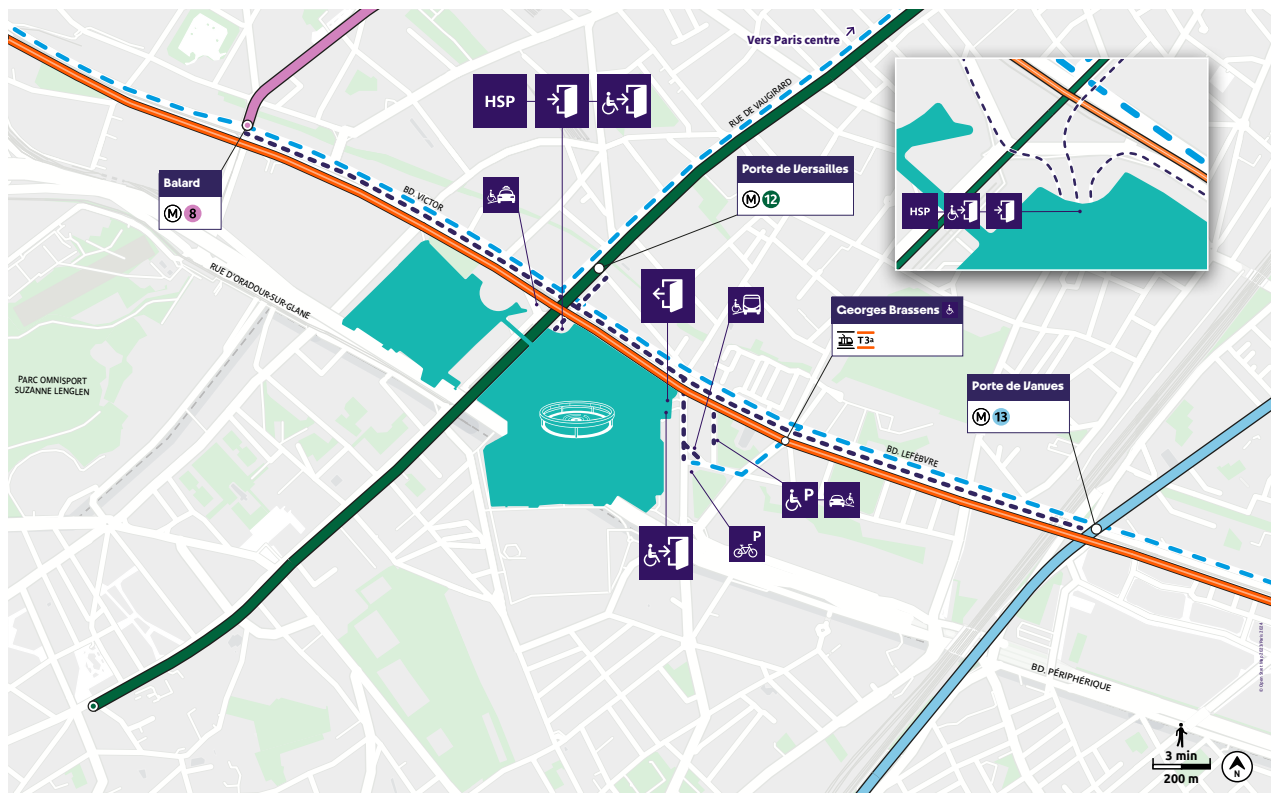 Vers Paris centre
RUE DE VAUGIRARD
HSP
Balard
M 8
BD. VICTOR
Porte de Versailles
M 12
HSP
RUE D'ORADOUR-SUR-GLANE
Georges Brassens
T3a
PARC OMNISPORT
SUZANNE LENGLEN
Porte de Vanves
M 13
BD. LEFÈBVRE
P
P
BD. PÉRIPHÉRIQUE
3 min
200 m
N